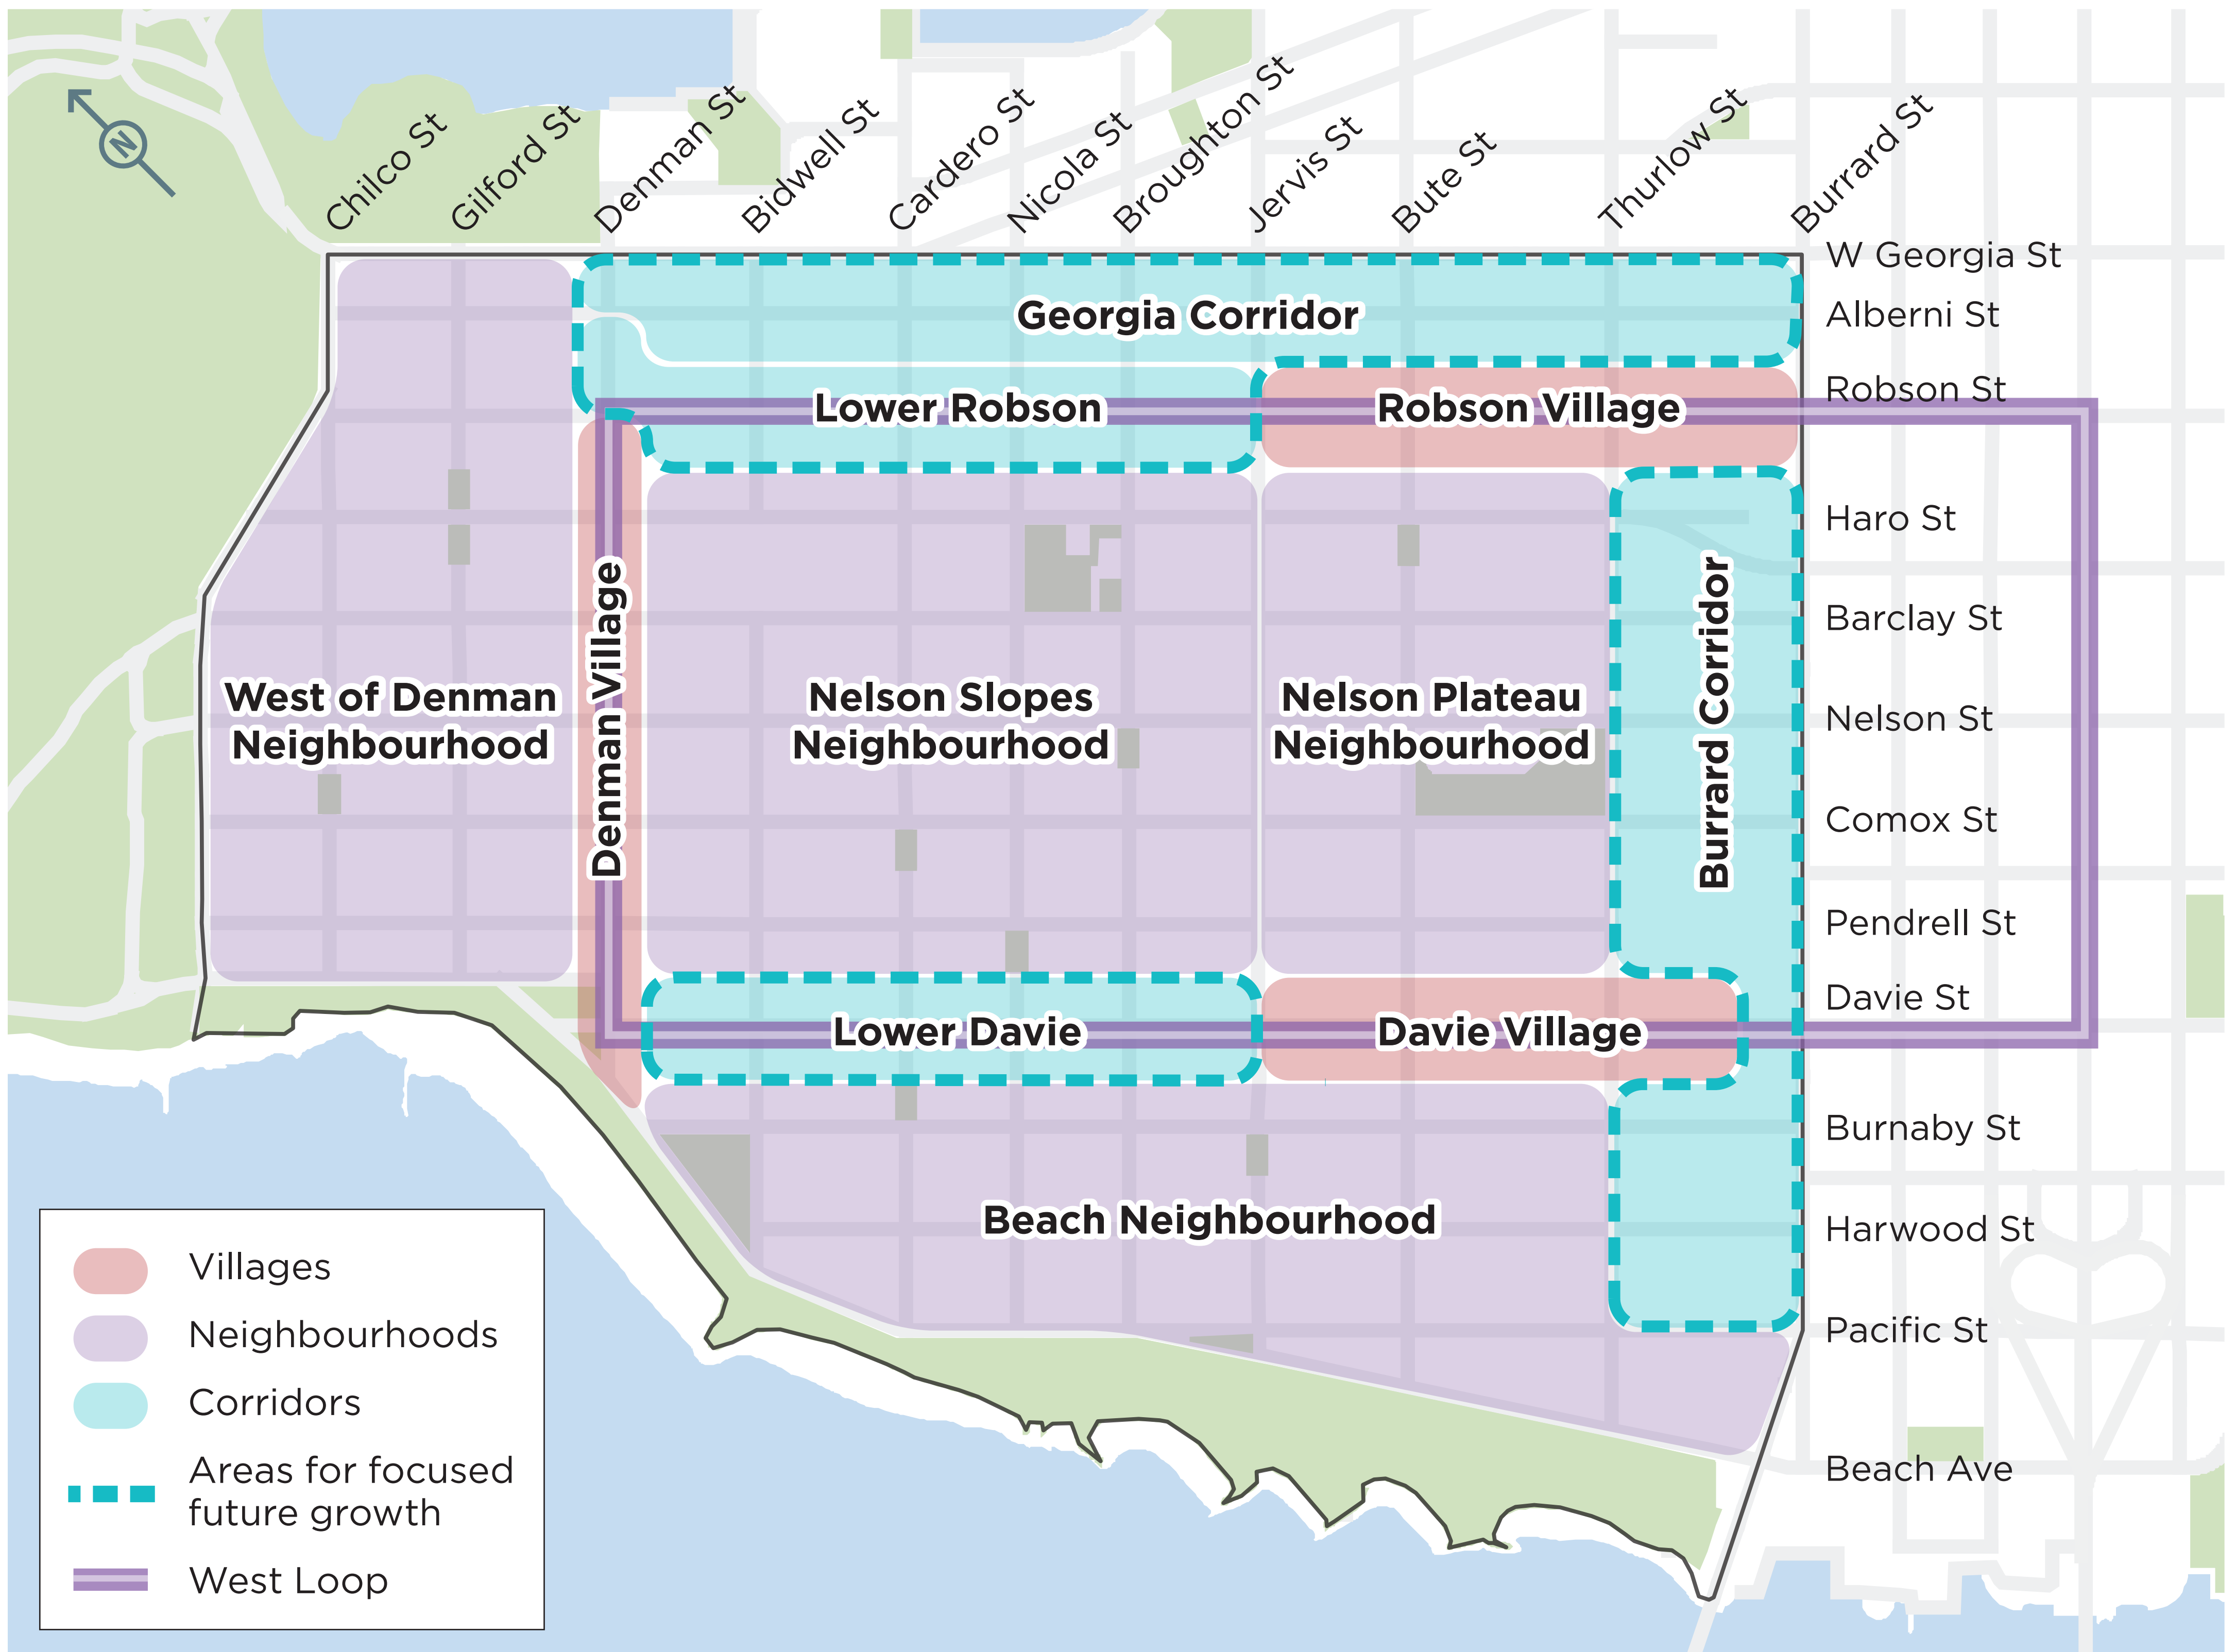 N
Chilco St
Gilford St
Denman St
Bidwell St
Cardero St
Nicola St
Broughton St
Jervis St
Bute St
Thurlow St
Burrard St
W Georgia St
Alberni St
Robson St
Haro St
Barclay St
Nelson St
Comox St
Pendrell St
Davie St
Burnaby St
Harwood St
Pacific St
Beach Ave
Georgia Corridor
Lower Robson
Robson Village
Denman Village
West of Denman
Neighbourhood
Nelson Slopes
Neighbourhood
Nelson Plateau
Neighbourhood
Burrard Corridor
Lower Davie
Davie Village
Beach Neighbourhood
Villages
Neighbourhoods
Corridors
Areas for focused
future growth
West Loop